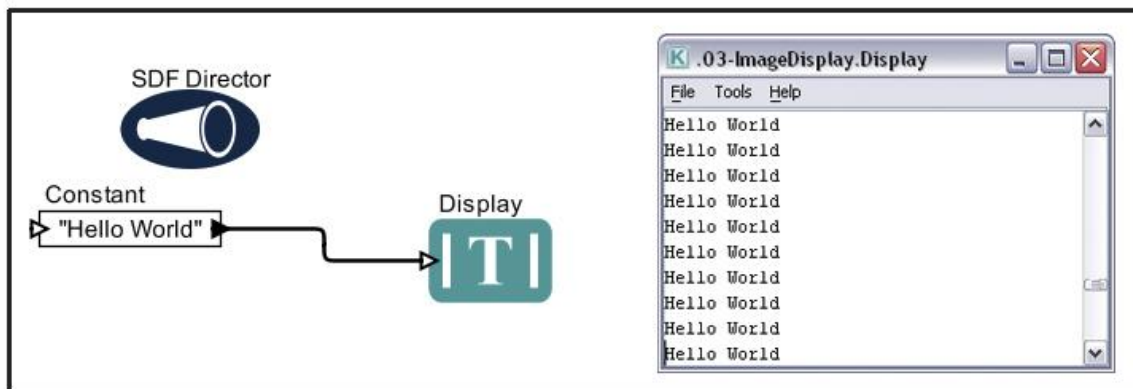 SDF Director
Constant
"Hello World"
Display
T
K .03-ImageDisplay.Display
File Tools Help
Hello World
Hello World
Hello World
Hello World
Hello World
Hello World
Hello World
Hello World
Hello World
Hello World